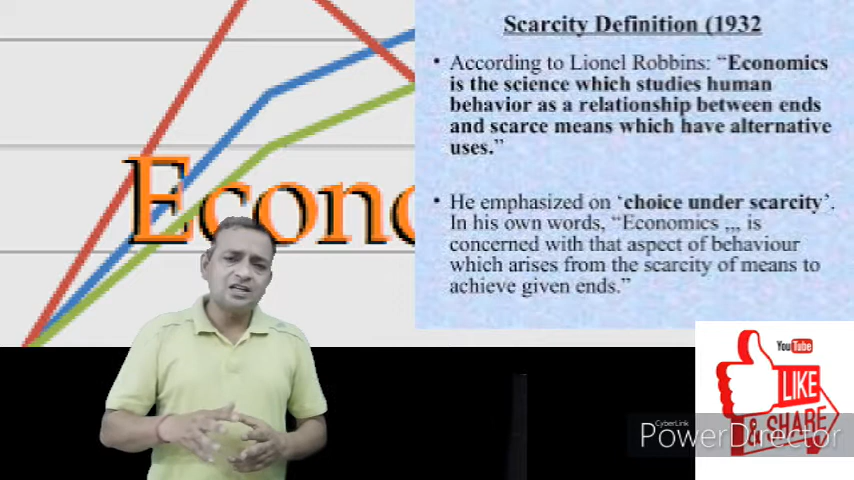 Scarcity Definition (1932
• According to Lionel Robbins: “Economics
is the science which studies human
behavior as a relationship between ends
and scarce means which have alternative
uses.”
• He emphasized on ‘choice under scarcity’.
In his own words, “Economics ,,, is
concerned with that aspect of behaviour
which arises from the scarcity of means to
achieve given ends.”
Econo
YouTube
LIKE
& SHARE
CyberLink
PowerDirector